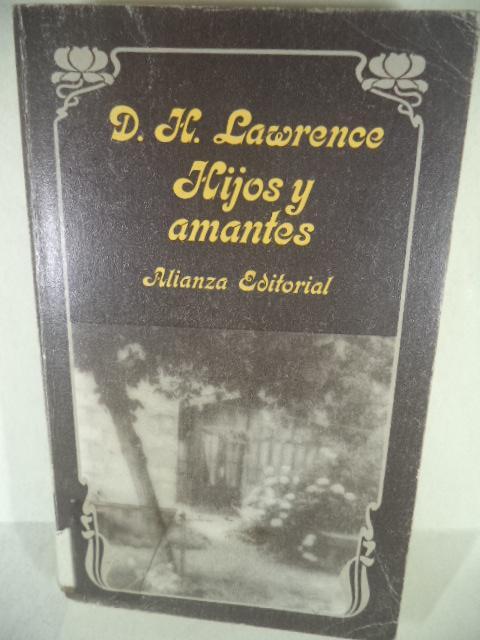 D. H. Lawrence
Hijos y
amantes
Alianza Editorial